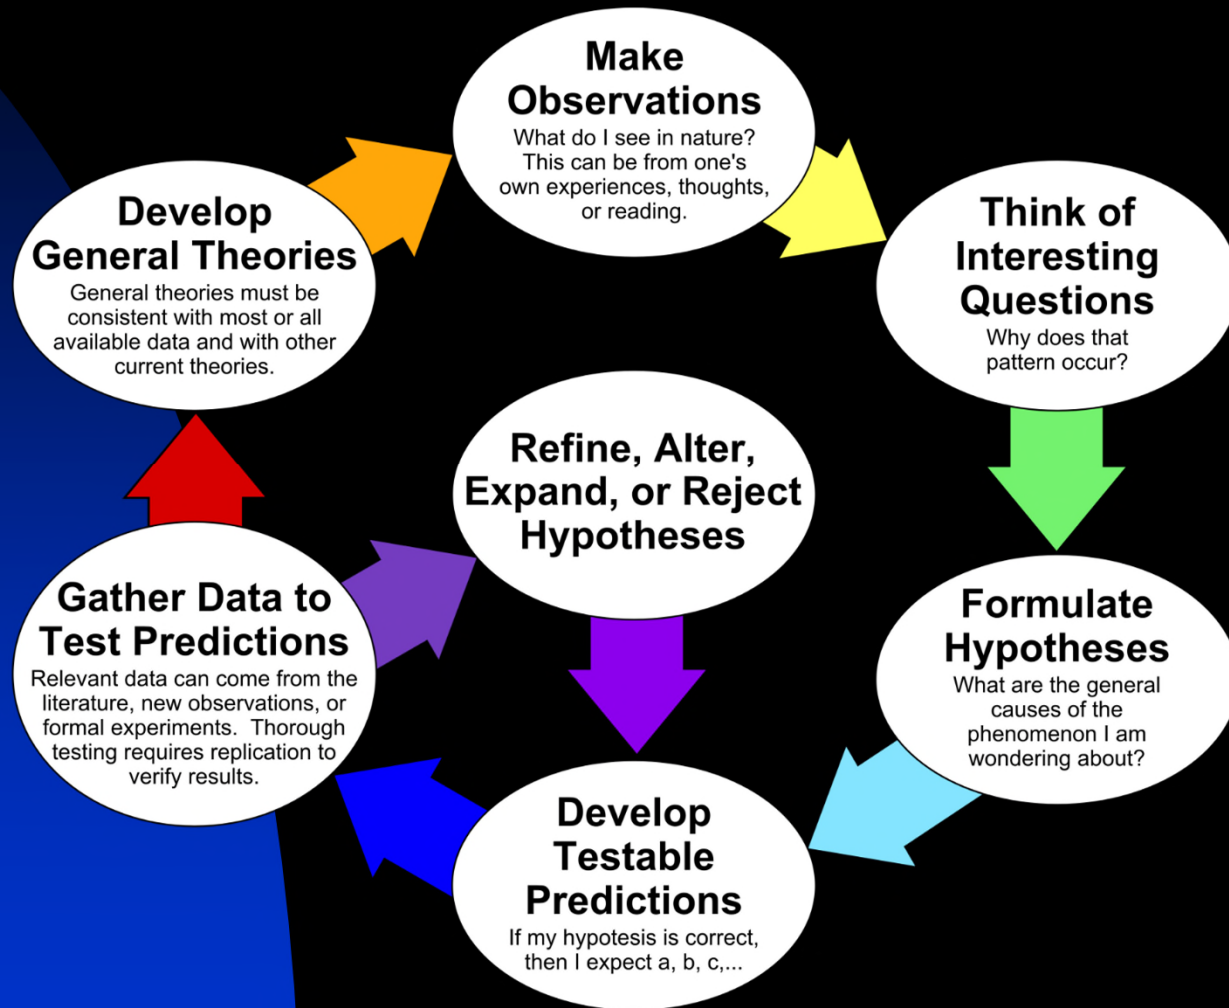 Make
Observations
What do I see in nature?
This can be from one's
own experiences, thoughts,
or reading.
Think of
Interesting
Questions
Why does that
pattern occur?
Formulate
Hypotheses
What are the general
causes of the
phenomenon I am
wondering about?
Develop
Testable
Predictions
If my hypotesis is correct,
then I expect a, b, c,...
Gather Data to
Test Predictions
Relevant data can come from the
literature, new observations, or
formal experiments. Thorough
testing requires replication to
verify results.
Refine, Alter,
Expand, or Reject
Hypotheses
Develop
General Theories
General theories must be
consistent with most or all
available data and with other
current theories.